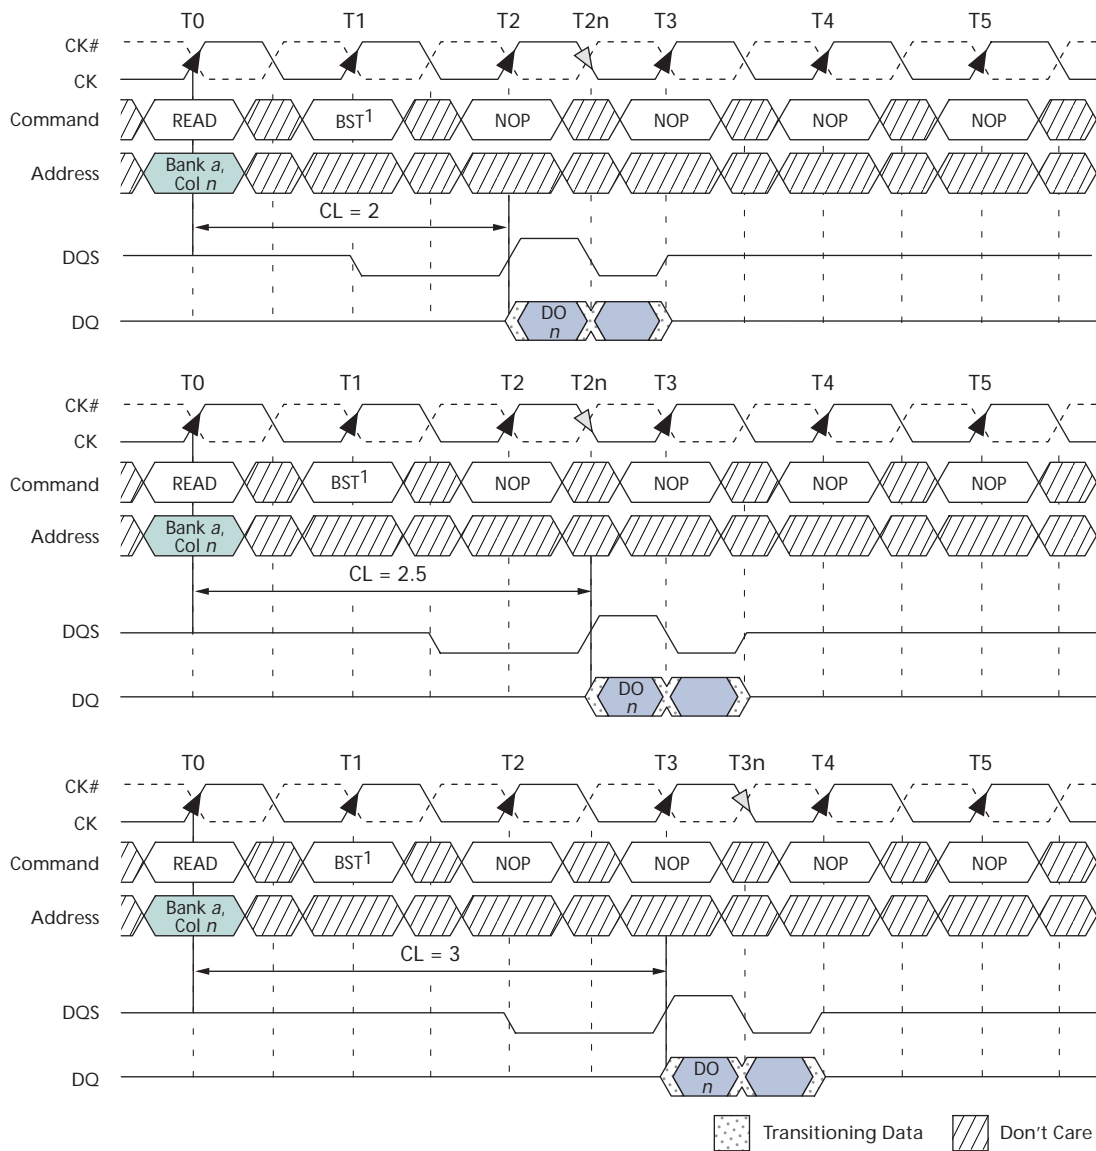 T0 T1 T2 T2n T3 T4 T5
CK#
CK
Command READ BST1 NOP NOP NOP NOP
Address Bank a,
Col n
CL = 2
DQS
DQ DO
n
T0 T1 T2 T2n T3 T4 T5
CK#
CK
Command READ BST1 NOP NOP NOP NOP
Address Bank a,
Col n
CL = 2.5
DQS
DQ DO
n
T0 T1 T2 T3 T3n T4 T5
CK#
CK
Command READ BST1 NOP NOP NOP NOP
Address Bank a,
Col n
CL = 3
DQS
DQ DO
n
Transitioning Data Don't Care